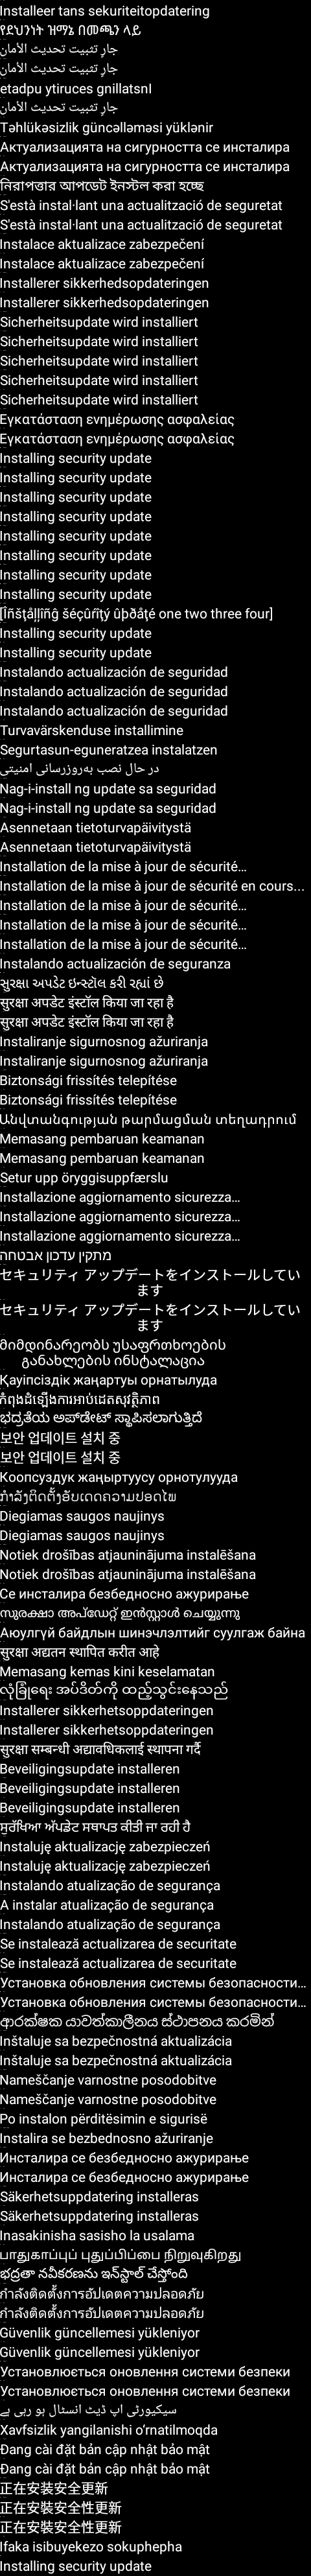 Installeer tans sekuriteitopdatering
የደህንነት ዝማኔ በመጫን ላይ
جارٍ تثبيت تحديث الأمان
جارٍ تثبيت تحديث الأمان
etadpu ytiruces gnillatsnI
جارٍ تثبيت تحديث الأمان
Təhlükəsizlik güncəlləməsi yüklənir
Актуализацията на сигурността се инсталира
Актуализацията на сигурността се инсталира
নিরাপত্তার আপডেট ইনস্টল করা হচ্ছে
S'està instal·lant una actualització de seguretat
S'està instal·lant una actualització de seguretat
Instalace aktualizace zabezpečení
Instalace aktualizace zabezpečení
Installerer sikkerhedsopdateringen
Installerer sikkerhedsopdateringen
Sicherheitsupdate wird installiert
Sicherheitsupdate wird installiert
Sicherheitsupdate wird installiert
Sicherheitsupdate wird installiert
Sicherheitsupdate wird installiert
Εγκατάσταση ενημέρωσης ασφαλείας
Εγκατάσταση ενημέρωσης ασφαλείας
Installing security update
Installing security update
Installing security update
Installing security update
Installing security update
Installing security update
Installing security update
Installing security update
[Îñšţåļļîñĝ šéçûŕîţý ûþðåţé one two three four]
Installing security update
Installing security update
Instalando actualización de seguridad
Instalando actualización de seguridad
Instalando actualización de seguridad
Turvavärskenduse installimine
Segurtasun-eguneratzea instalatzen
در حال نصب به‌روزرسانی امنیتی
Nag-i-install ng update sa seguridad
Nag-i-install ng update sa seguridad
Asennetaan tietoturvapäivitystä
Asennetaan tietoturvapäivitystä
Installation de la mise à jour de sécurité…
Installation de la mise à jour de sécurité en cours…
Installation de la mise à jour de sécurité…
Installation de la mise à jour de sécurité…
Installation de la mise à jour de sécurité…
Instalando actualización de seguranza
સુરક્ષા અપડેટ ઇન્સ્ટૉલ કરી રહ્યાં છે
सुरक्षा अपडेट इंस्टॉल किया जा रहा है
सुरक्षा अपडेट इंस्टॉल किया जा रहा है
Instaliranje sigurnosnog ažuriranja
Instaliranje sigurnosnog ažuriranja
Biztonsági frissítés telepítése
Biztonsági frissítés telepítése
Անվտանգության թարմացման տեղադրում
Memasang pembaruan keamanan
Memasang pembaruan keamanan
Setur upp öryggisuppfærslu
Installazione aggiornamento sicurezza…
Installazione aggiornamento sicurezza…
Installazione aggiornamento sicurezza…
מתקין עדכון אבטחה
セキュリティ アップデートをインストールしてい
ます
セキュリティ アップデートをインストールしてい
ます
მიმდინარეობს უსაფრთხოების
განახლების ინსტალაცია
Қауіпсіздік жаңартуы орнатылуда
កំពុងដំឡើងការអាប់ដេតសុវត្ថិភាព
ಭದ್ರತೆಯ ಅಪ್‌ಡೇಟ್‌ ಸ್ಥಾಪಿಸಲಾಗುತ್ತಿದೆ
보안 업데이트 설치 중
보안 업데이트 설치 중
Коопсуздук жаңыртуусу орнотулууда
ກຳລັງຕິດຕັ້ງອັບເດດຄວາມປອດໄພ
Diegiamas saugos naujinys
Diegiamas saugos naujinys
Notiek drošības atjauninājuma instalēšana
Notiek drošības atjauninājuma instalēšana
Се инсталира безбедносно ажурирање
സുരക്ഷാ അപ്ഡേറ്റ് ഇൻസ്റ്റാൾ ചെയ്യുന്നു
Аюулгүй байдлын шинэчлэлтийг суулгаж байна
सुरक्षा अद्यतन स्थापित करीत आहे
Memasang kemas kini keselamatan
လုံခြုံရေး အပ်ဒိတ်ကို ထည့်သွင်းနေသည်
Installerer sikkerhetsoppdateringen
Installerer sikkerhetsoppdateringen
सुरक्षा सम्बन्धी अद्यावधिकलाई स्थापना गर्दै
Beveiligingsupdate installeren
Beveiligingsupdate installeren
Beveiligingsupdate installeren
ਸੁਰੱਖਿਆ ਅੱਪਡੇਟ ਸਥਾਪਤ ਕੀਤੀ ਜਾ ਰਹੀ ਹੈ
Instaluję aktualizację zabezpieczeń
Instaluję aktualizację zabezpieczeń
Instalando atualização de segurança
A instalar atualização de segurança
Instalando atualização de segurança
Se instalează actualizarea de securitate
Se instalează actualizarea de securitate
Установка обновления системы безопасности…
Установка обновления системы безопасности…
ආරක්ෂක යාවත්කාලීනය ස්ථාපනය කරමින්
Inštaluje sa bezpečnostná aktualizácia
Inštaluje sa bezpečnostná aktualizácia
Nameščanje varnostne posodobitve
Nameščanje varnostne posodobitve
Po instalon përditësimin e sigurisë
Instalira se bezbednosno ažuriranje
Инсталира се безбедносно ажурирање
Инсталира се безбедносно ажурирање
Säkerhetsuppdatering installeras
Säkerhetsuppdatering installeras
Inasakinisha sasisho la usalama
பாதுகாப்புப் புதுப்பிப்பை நிறுவுகிறது
భద్రతా నవీకరణను ఇన్‌స్టాల్ చేస్తోంది
กำลังติดตั้งการอัปเดตความปลอดภัย
กำลังติดตั้งการอัปเดตความปลอดภัย
Güvenlik güncellemesi yükleniyor
Güvenlik güncellemesi yükleniyor
Установлюється оновлення системи безпеки
Установлюється оновлення системи безпеки
سیکیورٹی اپ ڈیٹ انسٹال ہو رہی ہے
Xavfsizlik yangilanishi o‘rnatilmoqda
Đang cài đặt bản cập nhật bảo mật
Đang cài đặt bản cập nhật bảo mật
正在安装安全更新
正在安裝安全性更新
正在安裝安全性更新
Ifaka isibuyekezo sokuphepha
Installing security update